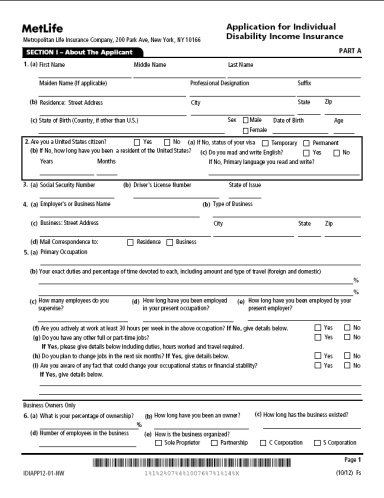 MetLife
Metropolitan Life Insurance Company, 200 Park Ave, New York, NY 10166
Application for Individual
Disability Income Insurance
SECTION I – About The Applicant
PART A
1. (a) First Name Middle Name Last Name
Maiden Name (If applicable) Professional Designation Suffix
(b) Residence: Street Address City State Zip
(c) State of Birth (Country, if other than U.S.) Sex Male Date of Birth Age
Female
2. Are you a United States citizen? Yes No (a) If No, status of your visa Temporary Permanent
(b) If No, how long have you been a resident of the United States? (c) Do you read and write English? Yes No
Years Months If No, Primary language you read and write?
3. (a) Social Security Number (b) Driver's License Number State of Issue
4. (a) Employer's or Business Name (b) Type of Business
(c) Business: Street Address City State Zip
(d) Mail Correspondence to: Residence Business
5. (a) Primary Occupation
(b) Your exact duties and percentage of time devoted to each, including amount and type of travel (foreign and domestic)
%
%
(c) How many employees do you supervise? (d) How long have you been employed in your present occupation? (e) How long have you been employed by your present employer?
(f) Are you actively at work at least 30 hours per week in the above occupation? If No, give details below. Yes No
(g) Do you have any other full or part-time jobs? Yes No
If Yes, please give details below including duties, hours worked and travel required.
(h) Do you plan to change jobs in the next six months? If Yes, give details below. Yes No
(i) Are you aware of any fact that could change your occupational status or financial stability? Yes No
If Yes, give details below.
Business Owners Only
6. (a) What is your percentage of ownership? (b) How long have you been an owner? (c) How long has the business existed?
%
(d) Number of employees in the business (e) How is the business organized?
Sole Proprietor Partnership C Corporation S Corporation
Page 1
IDIAPP12-01-NW (10/12) Fs